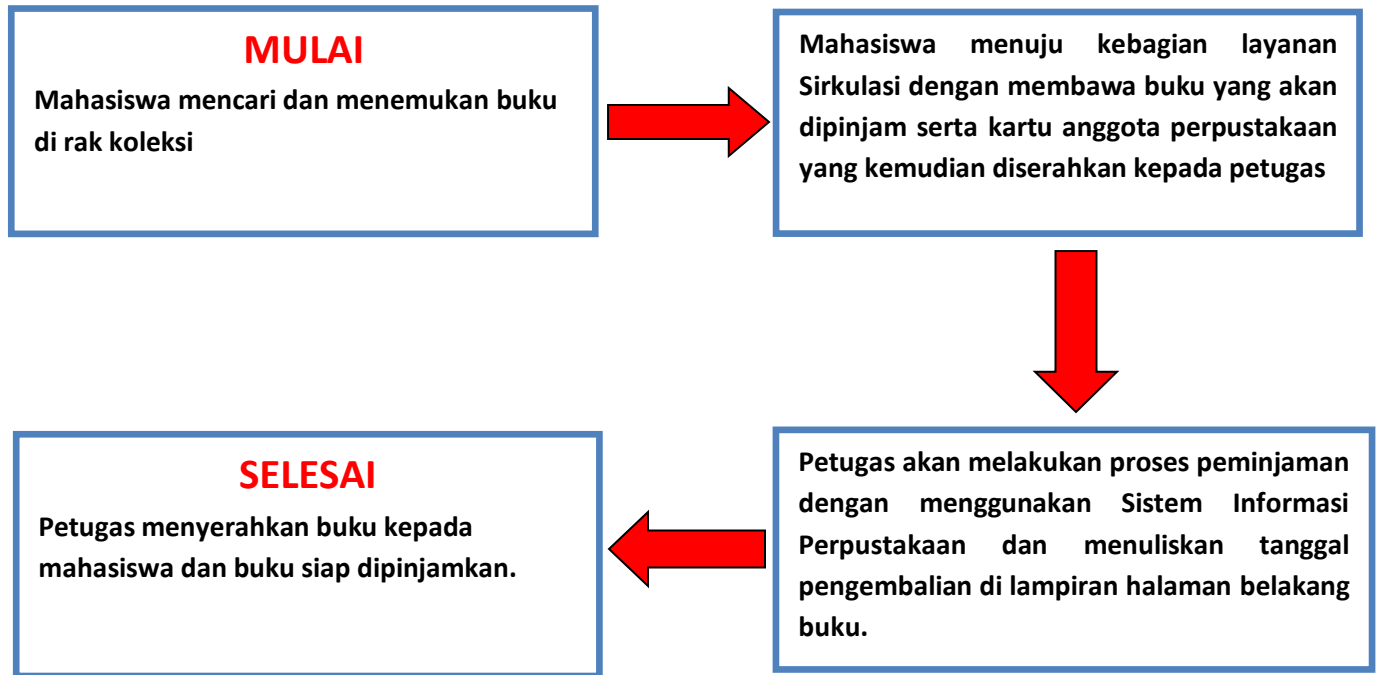 MULAI
Mahasiswa mencari dan menemukan buku
di rak koleksi
Mahasiswa menuju kebagian layanan
Sirkulasi dengan membawa buku yang akan
dipinjam serta kartu anggota perpustakaan
yang kemudian diserahkan kepada petugas
Petugas akan melakukan proses peminjaman
dengan menggunakan Sistem Informasi
Perpustakaan dan menuliskan tanggal
pengembalian di lampiran halaman belakang
buku.
SELESAI
Petugas menyerahkan buku kepada
mahasiswa dan buku siap dipinjamkan.